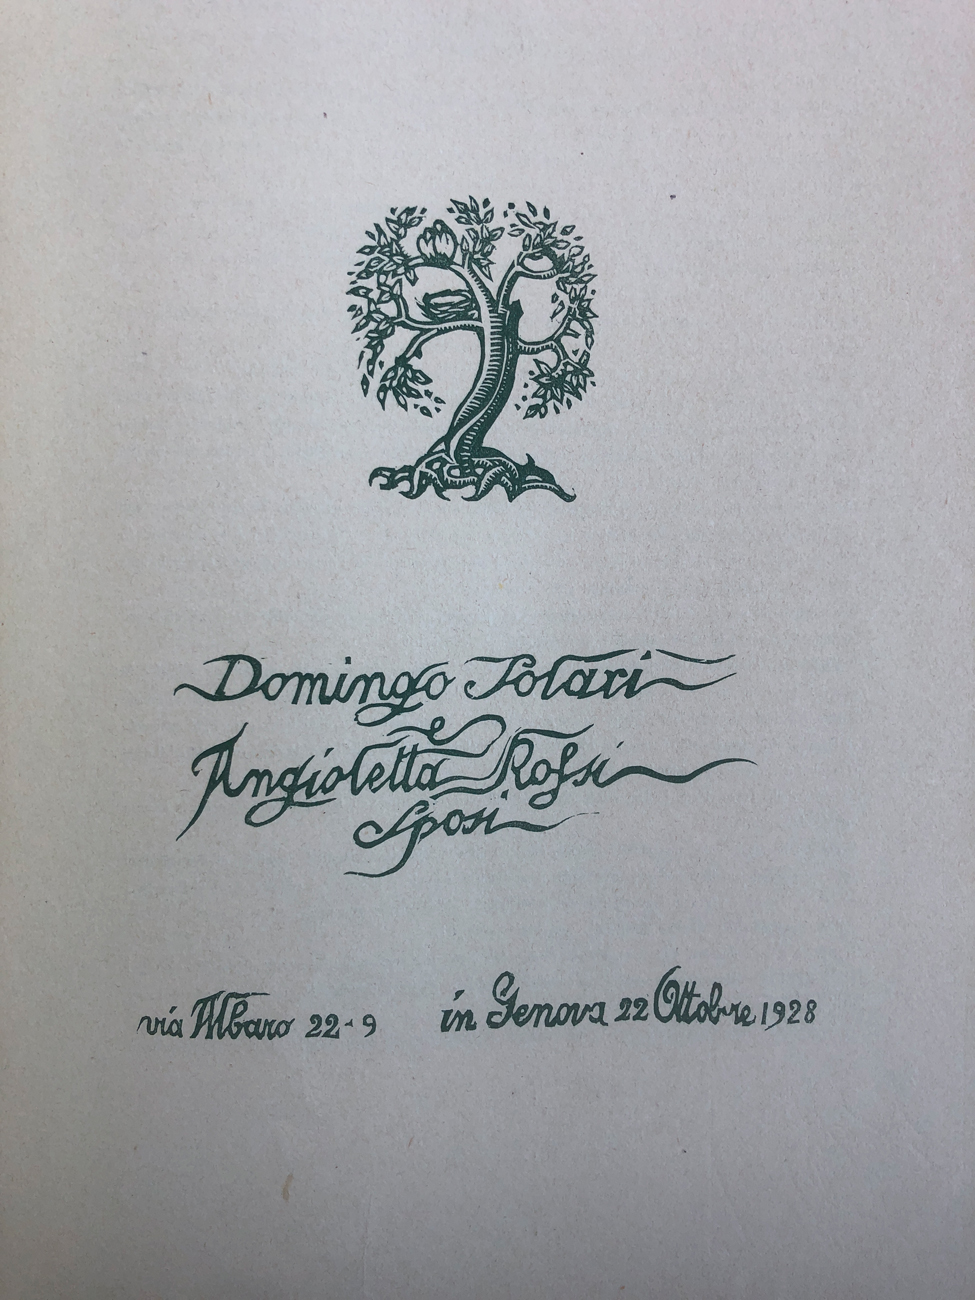 Domingo Solari
e
Angioletta Rossi
Sposi
via Albaro 22-9 in Genova 22 Ottobre 1928